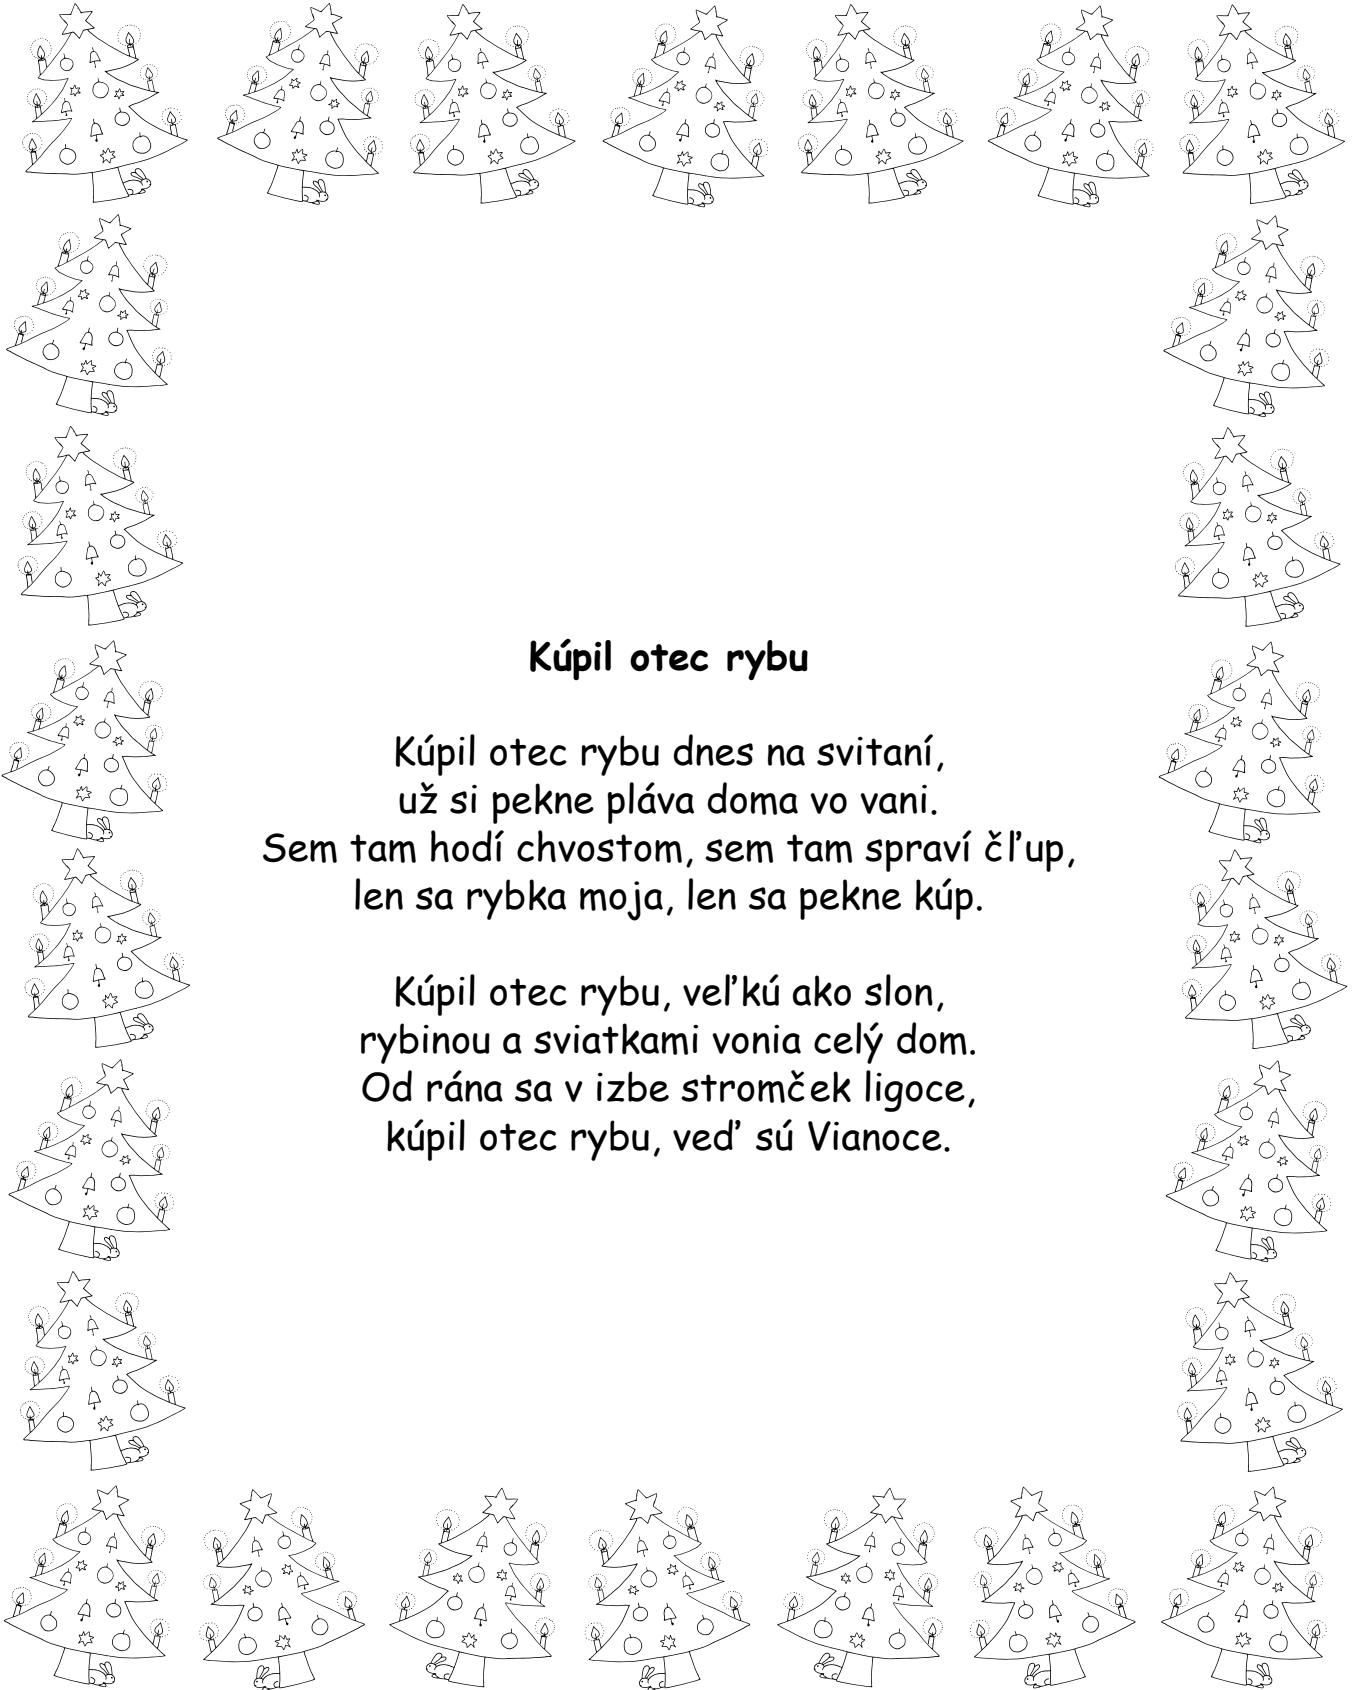 Kúpil otec rybu
Kúpil otec rybu dnes na svitaní,
už si pekne pláva doma vo vani.
Sem tam hodí chvostom, sem tam spraví čľup,
len sa rybka moja, len sa pekne kúp.
Kúpil otec rybu, veľkú ako slon,
rybinou a sviatkami vonia celý dom.
Od rána sa v izbe stromček ligoce,
kúpil otec rybu, veď sú Vianoce.